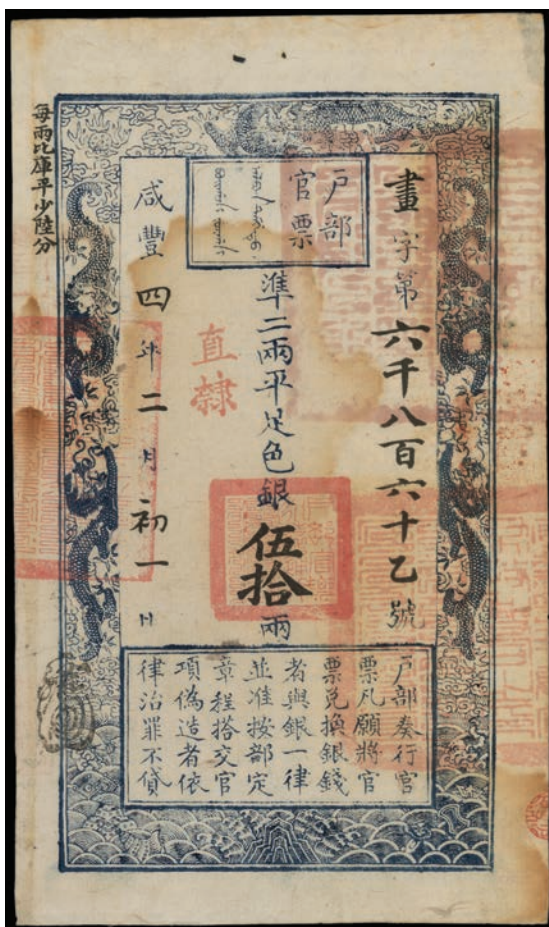 畫字第六千八百六十乙號
戶部
官票
準二兩平足色銀伍拾兩
直隸
咸豐四年二月初一日
每兩比庫平少陸分
戶部奏行官
票凡願將官
票兌換銀錢
者與銀一律
並准按部定
章程搭交官
項偽造者依
律治罪不貸